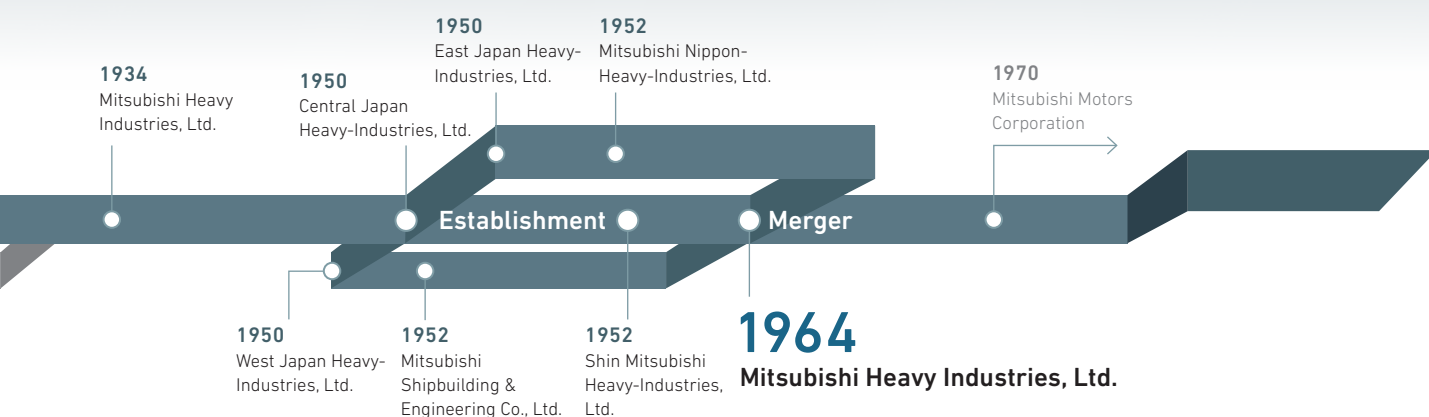 1934
Mitsubishi Heavy
Industries, Ltd.
1950
Central Japan
Heavy-Industries, Ltd.
1950
East Japan Heavy-
Industries, Ltd.
1952
Mitsubishi Nippon-
Heavy-Industries, Ltd.
1970
Mitsubishi Motors
Corporation
Establishment
Merger
1950
West Japan Heavy-
Industries, Ltd.
1952
Mitsubishi
Shipbuilding &
Engineering Co., Ltd.
1952
Shin Mitsubishi
Heavy-Industries,
Ltd.
1964
Mitsubishi Heavy Industries, Ltd.